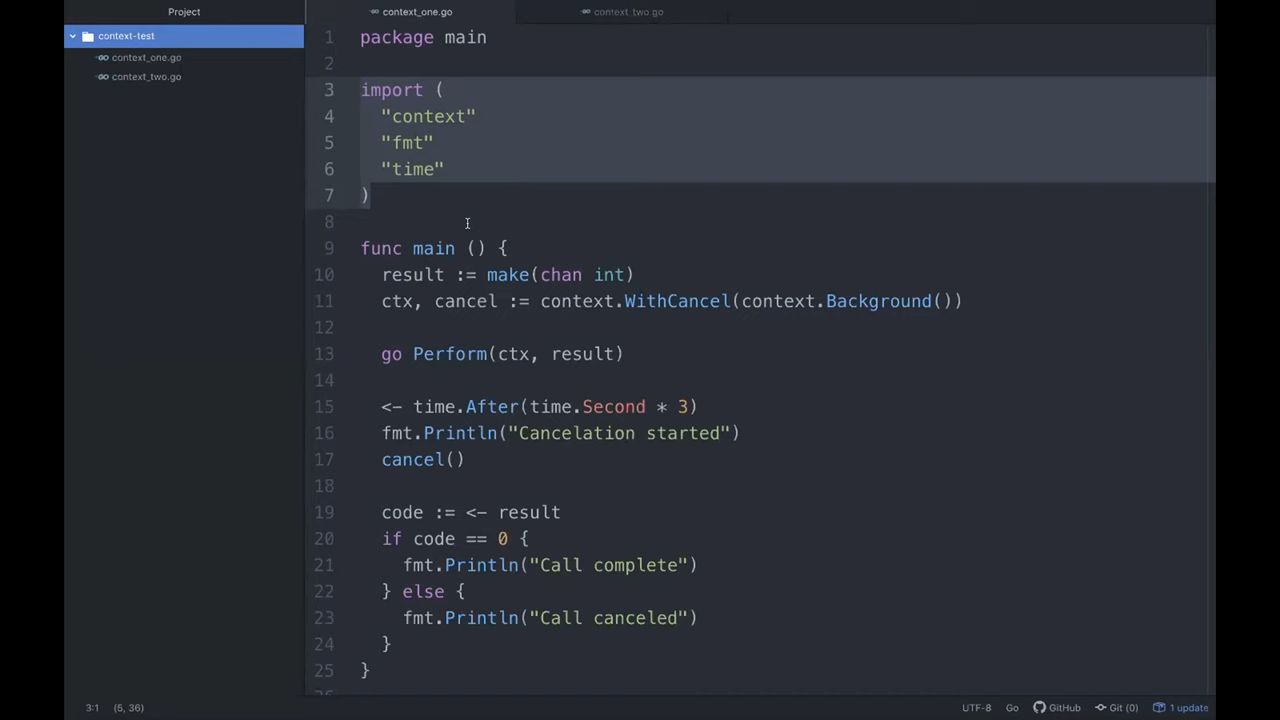 Project
context-test
context_one.go
context_two.go
context_one.go
context_two.go
1 package main
2
3 import (
4   "context"
5   "fmt"
6   "time"
7 )
8
9 func main () {
10   result := make(chan int)
11   ctx, cancel := context.WithCancel(context.Background())
12
13   go Perform(ctx, result)
14
15   <- time.After(time.Second * 3)
16   fmt.Println("Cancelation started")
17   cancel()
18
19   code := <- result
20   if code == 0 {
21     fmt.Println("Call complete")
22   } else {
23     fmt.Println("Call canceled")
24   }
25 }
3:1 (5, 36)
UTF-8 Go GitHub Git (0) 1 update